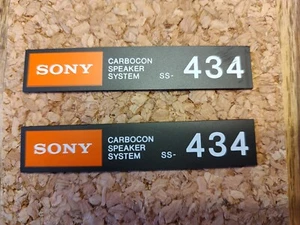 SONY
CARBOCON
SPEAKER
SYSTEM SS- 434
SONY
CARBOCON
SPEAKER
SYSTEM SS- 434